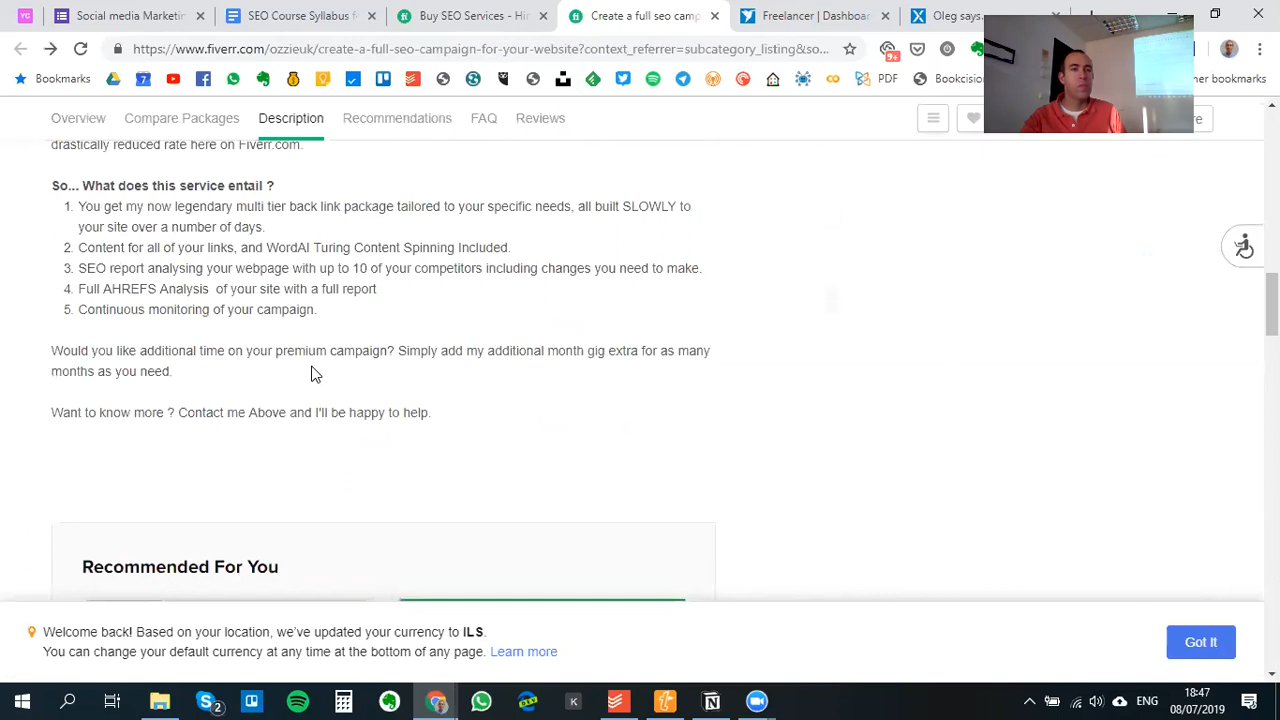 YC
Social media Marketin
SEO Course Syllabus f
Buy SEO Services - Hir
Create a full seo camp
Freelancer | Dashboar
Oleg says.
https://www.fiverr.com/ozzieuk/create-a-full-seo-campaign-for-your-website?context_referrer=subcategory_listing&so...
9+
Bookmarks
PDF
Bookcision
ther bookmarks
Overview
Compare Packages
Description
Recommendations
FAQ
Reviews
re
drastically reduced rate here on Fiverr.com.
So... What does this service entail ?
1. You get my now legendary multi tier back link package tailored to your specific needs, all built SLOWLY to
your site over a number of days.
2. Content for all of your links, and WordAI Turing Content Spinning Included.
3. SEO report analysing your webpage with up to 10 of your competitors including changes you need to make.
4. Full AHREFS Analysis of your site with a full report
5. Continuous monitoring of your campaign.
Would you like additional time on your premium campaign? Simply add my additional month gig extra for as many
months as you need.
Want to know more ? Contact me Above and I'll be happy to help.
Recommended For You
Welcome back! Based on your location, we've updated your currency to ILS.
You can change your default currency at any time at the bottom of any page. Learn more
Got It
2
ENG
18:47
08/07/2019